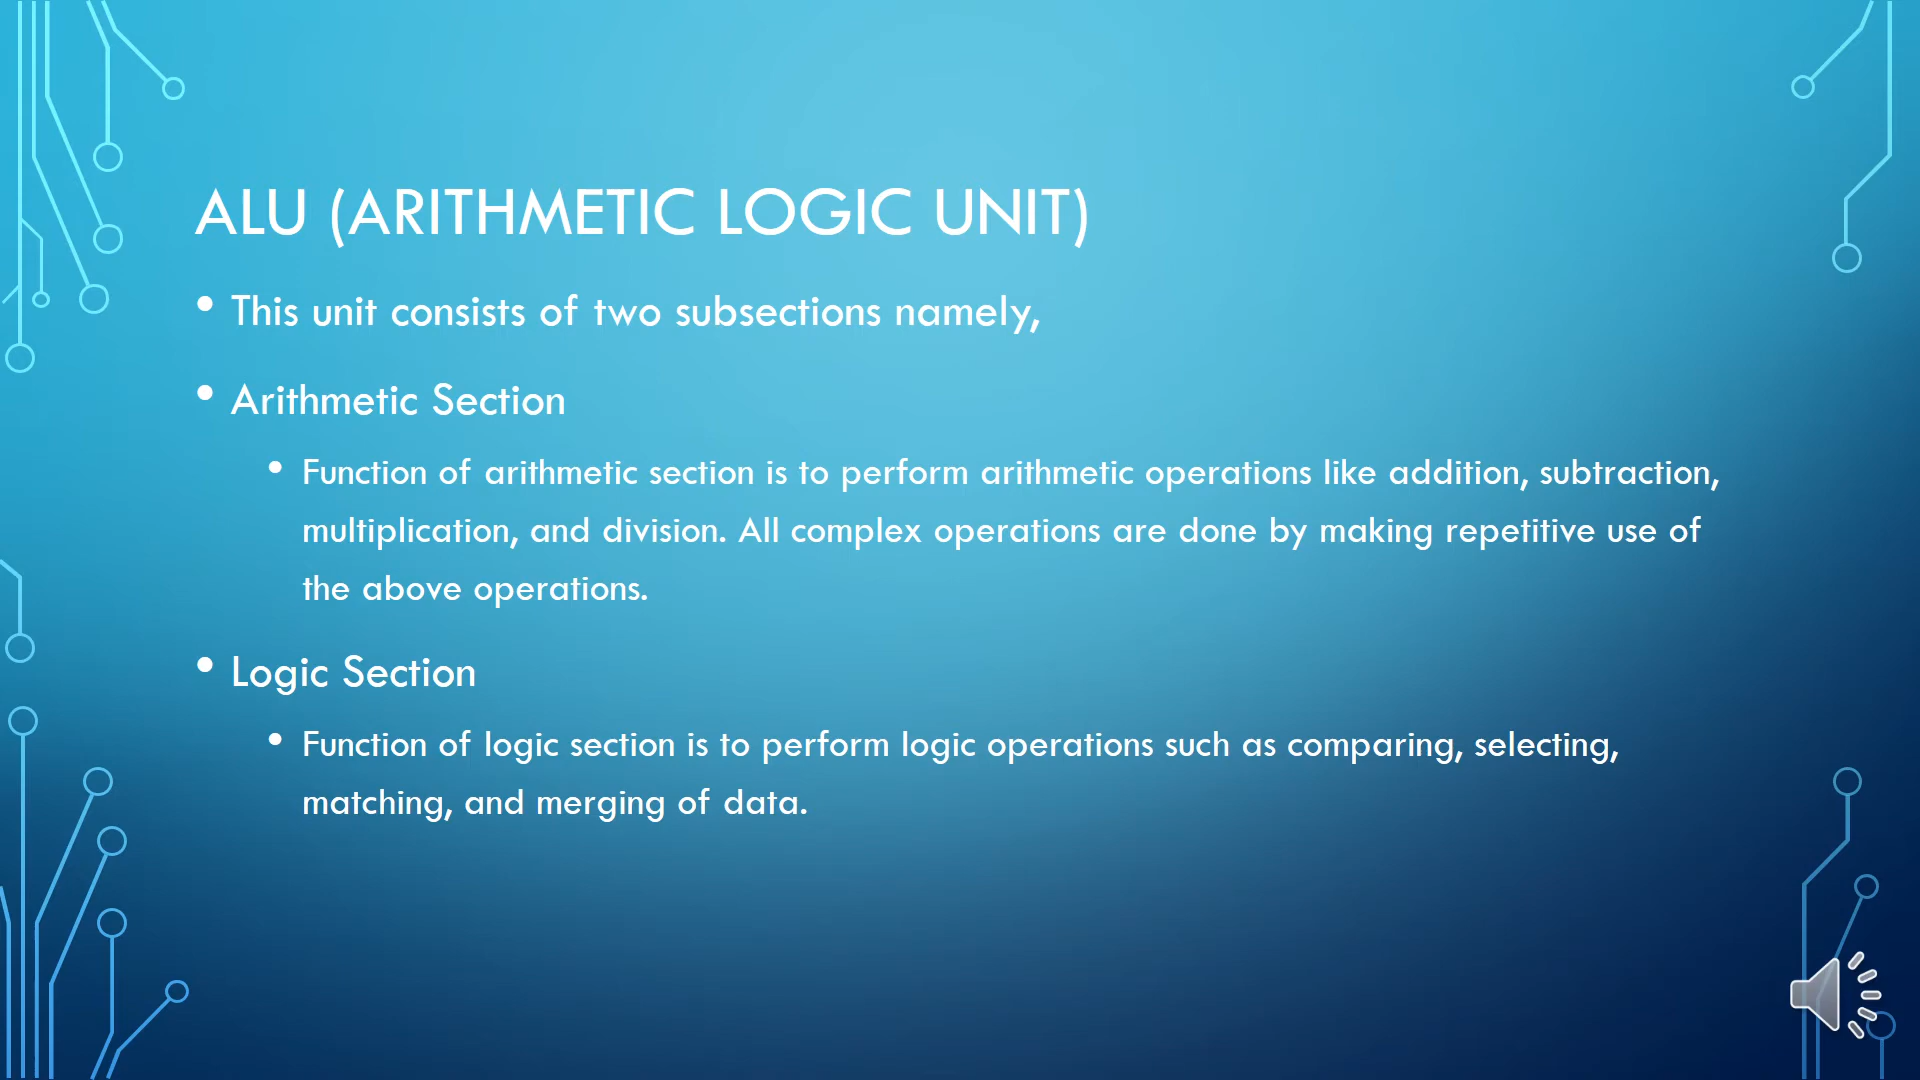 ALU (ARITHMETIC LOGIC UNIT)
• This unit consists of two subsections namely,
• Arithmetic Section
• Function of arithmetic section is to perform arithmetic operations like addition, subtraction,
multiplication, and division. All complex operations are done by making repetitive use of
the above operations.
• Logic Section
• Function of logic section is to perform logic operations such as comparing, selecting,
matching, and merging of data.